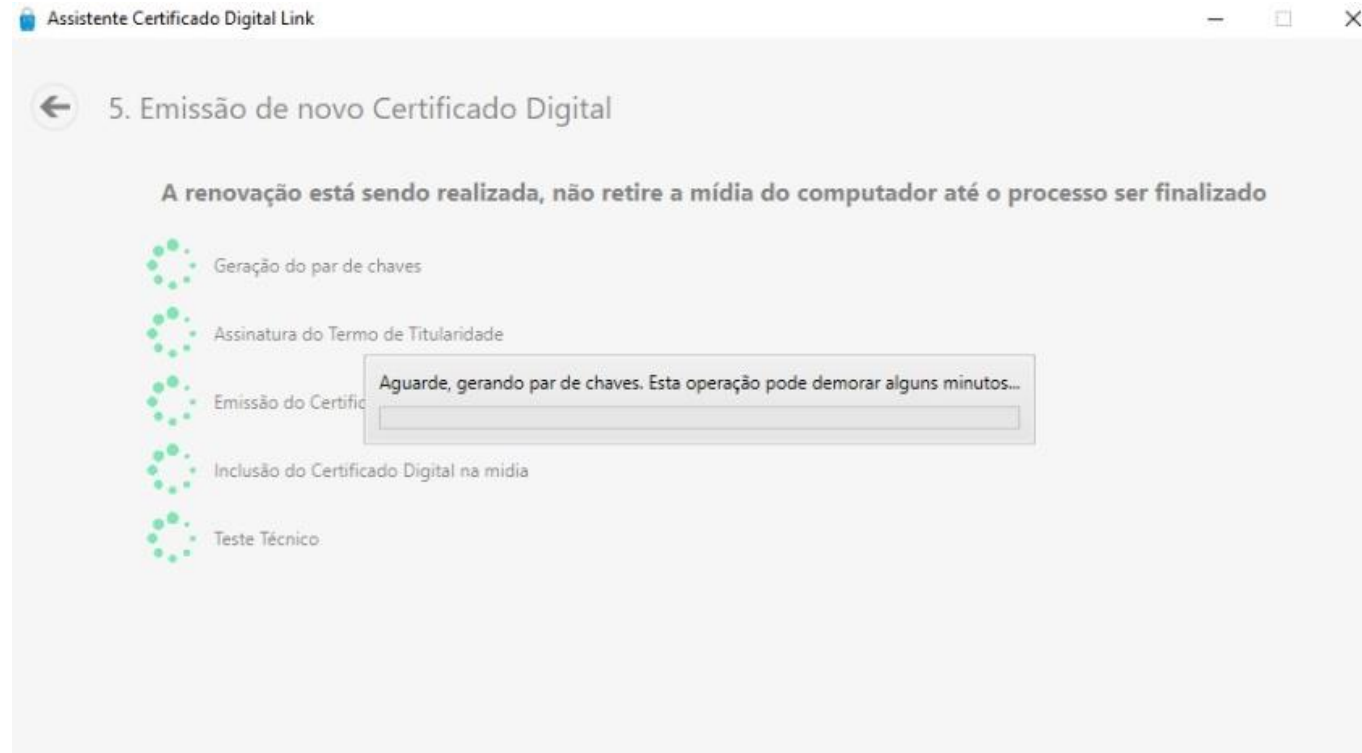 Assistente Certificado Digital Link
5. Emissão de novo Certificado Digital
A renovação está sendo realizada, não retire a mídia do computador até o processo ser finalizado
Geração do par de chaves
Assinatura do Termo de Titularidade
Aguarde, gerando par de chaves. Esta operação pode demorar alguns minutos...
Emissão do Certific
Inclusão do Certificado Digital na midia
Teste Técnico